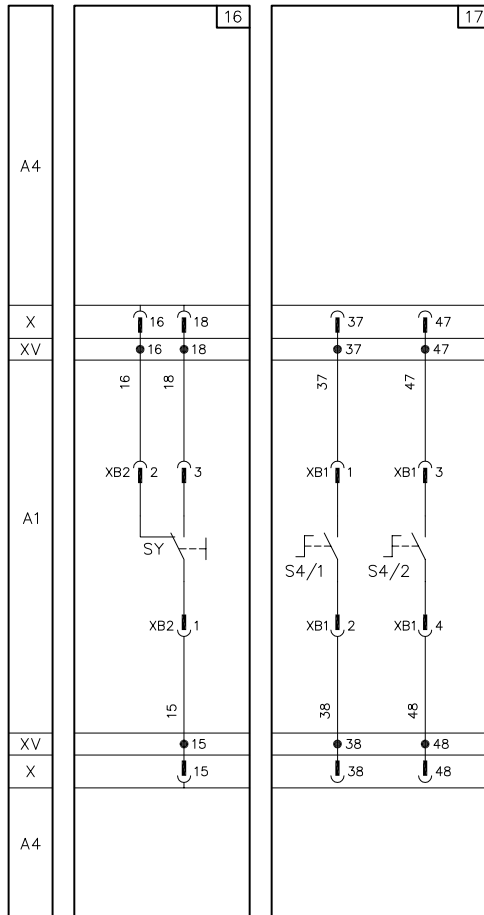 16 17
A4
X 16 18 37 47
XV 16 18 37 47
16 18 37 47
XB2 2 3 XB1 1 XB1 3
A1
SY
S4/1 S4/2
XB2 1 XB1 2 XB1 4
15 38 48
XV 15 38 48
X 15 38 48
A4